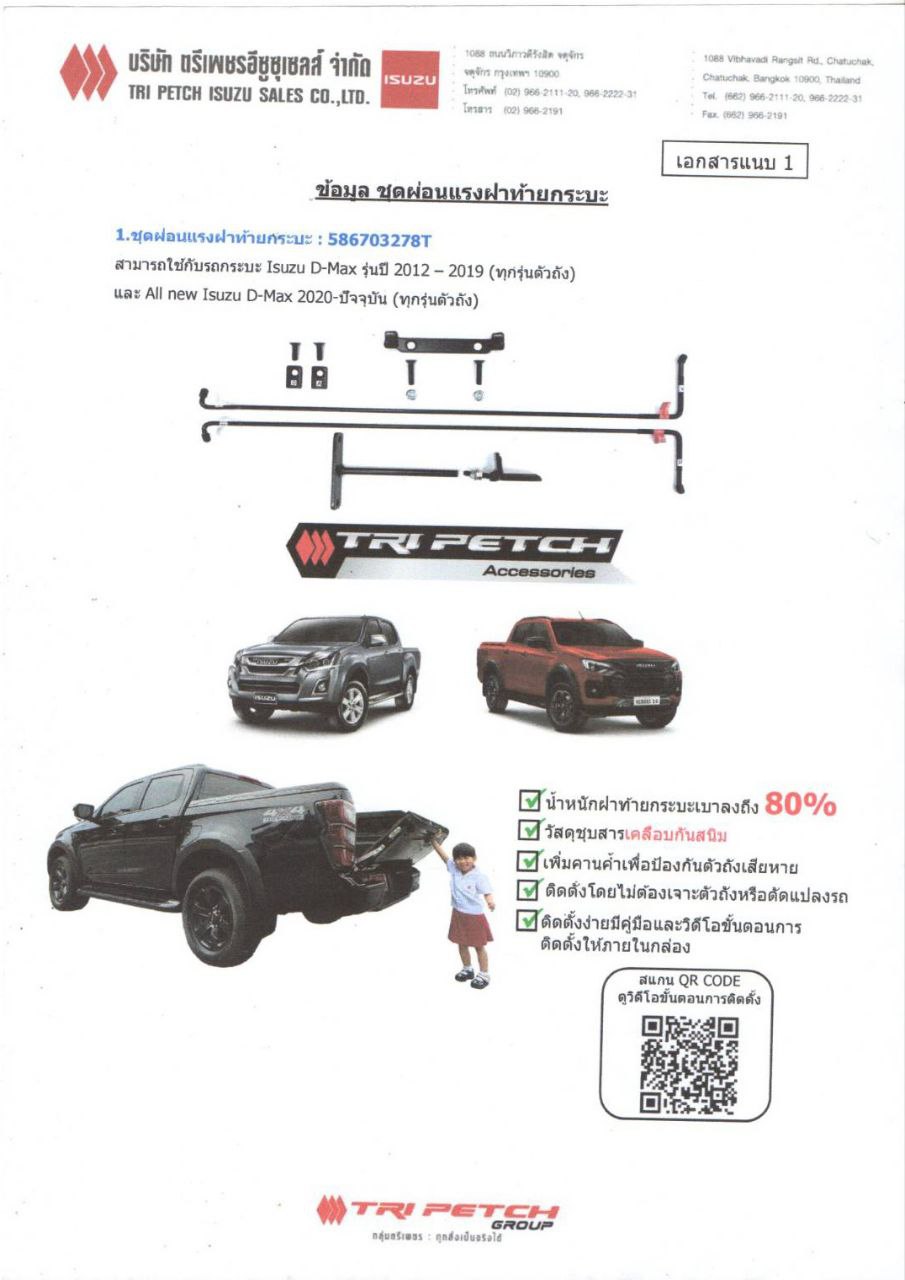 บริษัท ตรีเพชรอีซูซุเซลส์ จำกัด
TRI PETCH ISUZU SALES CO.,LTD.
ISUZU
1088 ถนนวิภาวดีรังสิต จตุจักร
จตุจักร กรุงเทพฯ 10900
โทรศัพท์ (02) 966-2111-20, 966-2222-31
โทรสาร (02) 966-2191
1088 Vibhavadi Rangsit Rd., Chatuchak,
Chatuchak, Bangkok 10900, Thailand
Tel. (662) 966-2111-20, 966-2222-31
Fax. (662) 966-2191
เอกสารแนบ 1
ข้อมูล ชุดผ่อนแรงฝาท้ายกระบะ
1.ชุดผ่อนแรงฝาท้ายกระบะ : 586703278T
สามารถใช้กับรถกระบะ Isuzu D-Max รุ่นปี 2012 – 2019 (ทุกรุ่นตัวถัง)
และ All new Isuzu D-Max 2020-ปัจจุบัน (ทุกรุ่นตัวถัง)
TRI PETCH
Accessories
ISUZU
4x4
น้ำหนักฝาท้ายกระบะเบาลงถึง 80%
วัสดุชุบสารเคลือบกันสนิม
เพิ่มคานค้ำเพื่อป้องกันตัวถังเสียหาย
ติดตั้งโดยไม่ต้องเจาะตัวถังหรือดัดแปลงรถ
ติดตั้งง่ายมีคู่มือและวิดีโอขั้นตอนการ
ติดตั้งให้ภายในกล่อง
สแกน QR CODE
ดูวิดีโอขั้นตอนการติดตั้ง
TRI PETCH
GROUP
กลุ่มตรีเพชร : ทุกสิ่งเป็นจริงได้